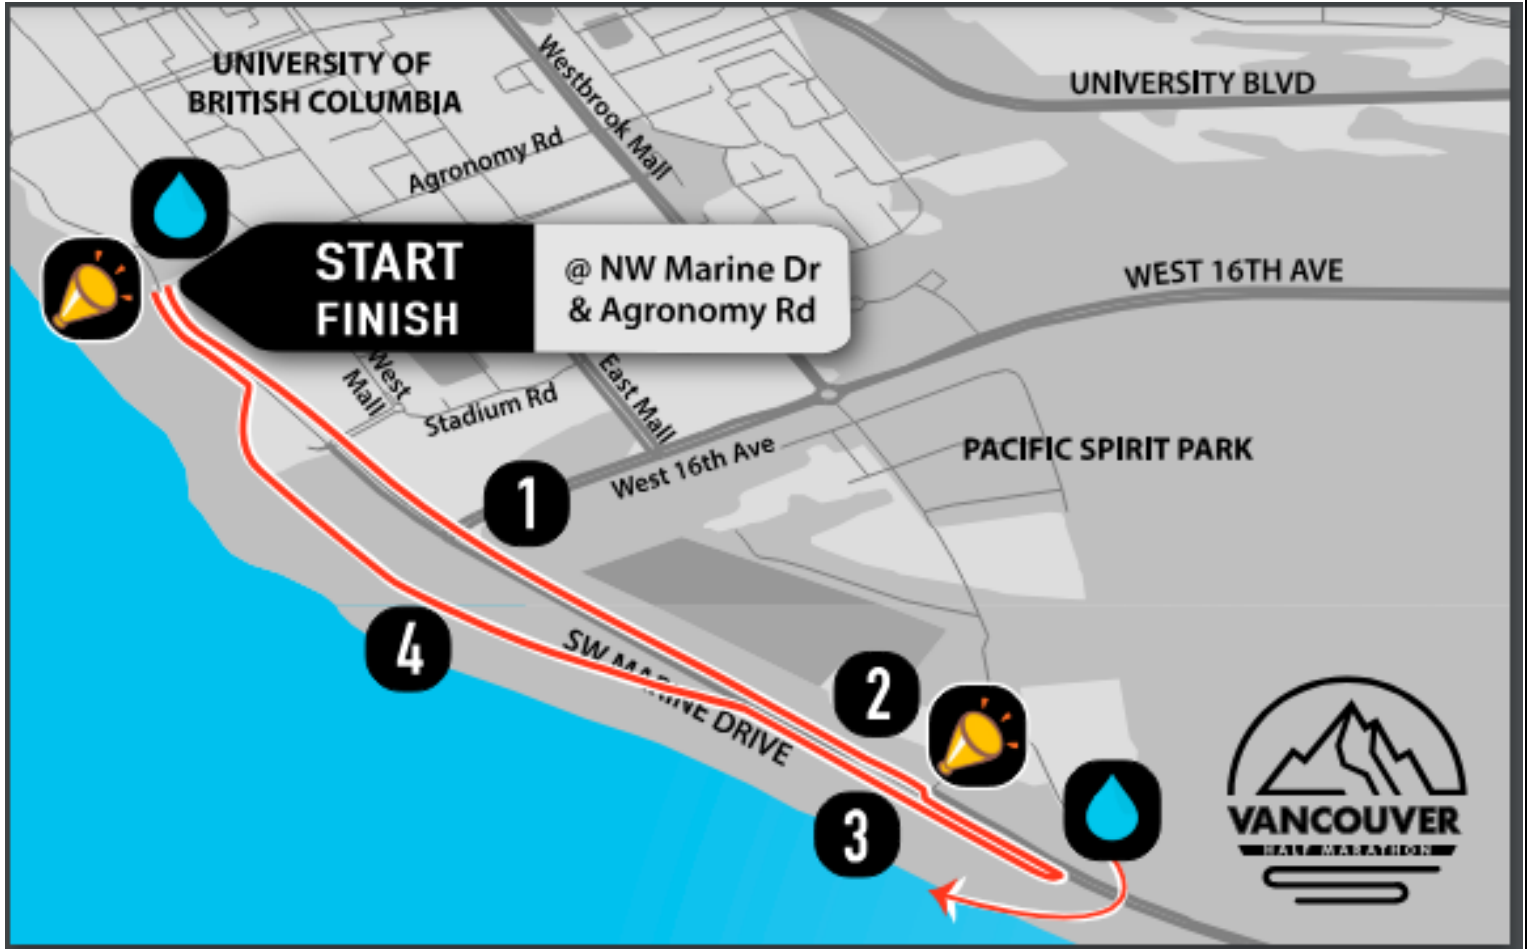 UNIVERSITY OF
BRITISH COLUMBIA
Westbrook Mall
UNIVERSITY BLVD
Agronomy Rd
START
FINISH
@ NW Marine Dr
& Agronomy Rd
WEST 16TH AVE
West
Mall
Stadium Rd
East Mall
West 16th Ave
PACIFIC SPIRIT PARK
1
4
SW MARINE DRIVE
2
3
VANCOUVER
HALF MARATHON